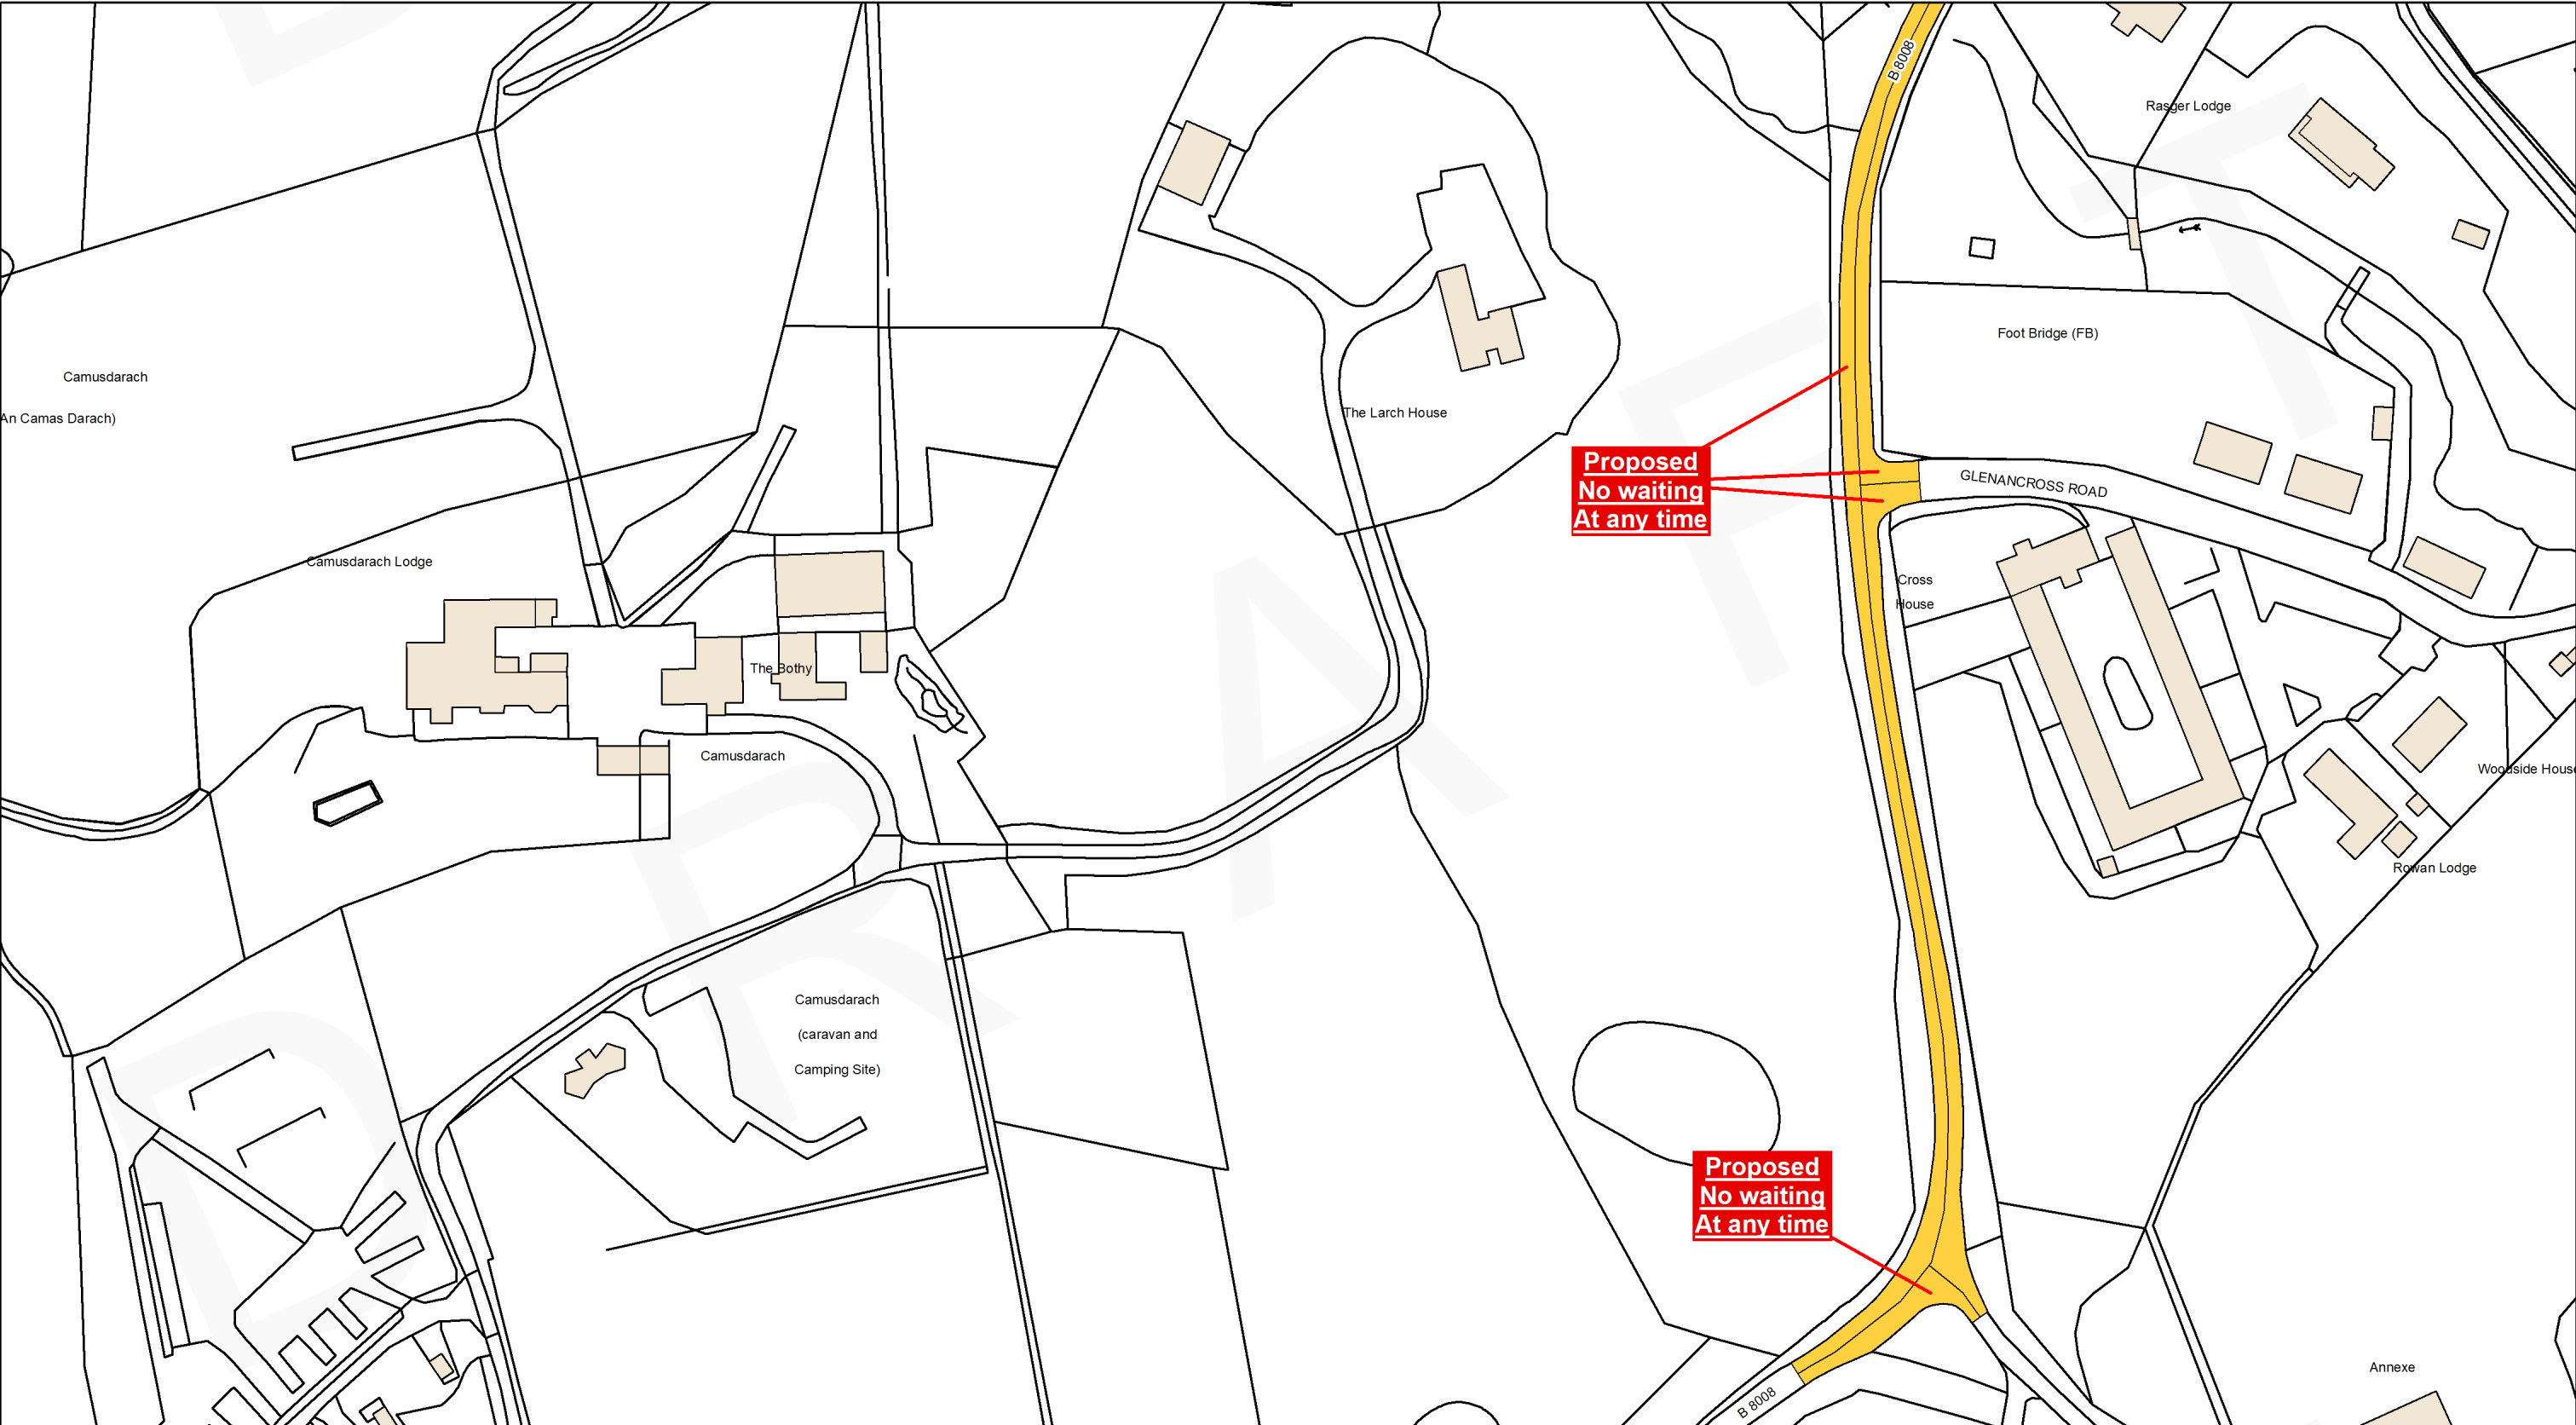 B 8008
Rasger Lodge
Foot Bridge (FB)
Camusdarach
An Camas Darach)
The Larch House
Proposed
No waiting
At any time
GLENANCROSS ROAD
Camusdarach Lodge
Cross
House
The Bothy
Camusdarach
Woodside House
Rowan Lodge
Camusdarach
(caravan and
Camping Site)
Proposed
No waiting
At any time
Annexe
B 8008
DRAFT